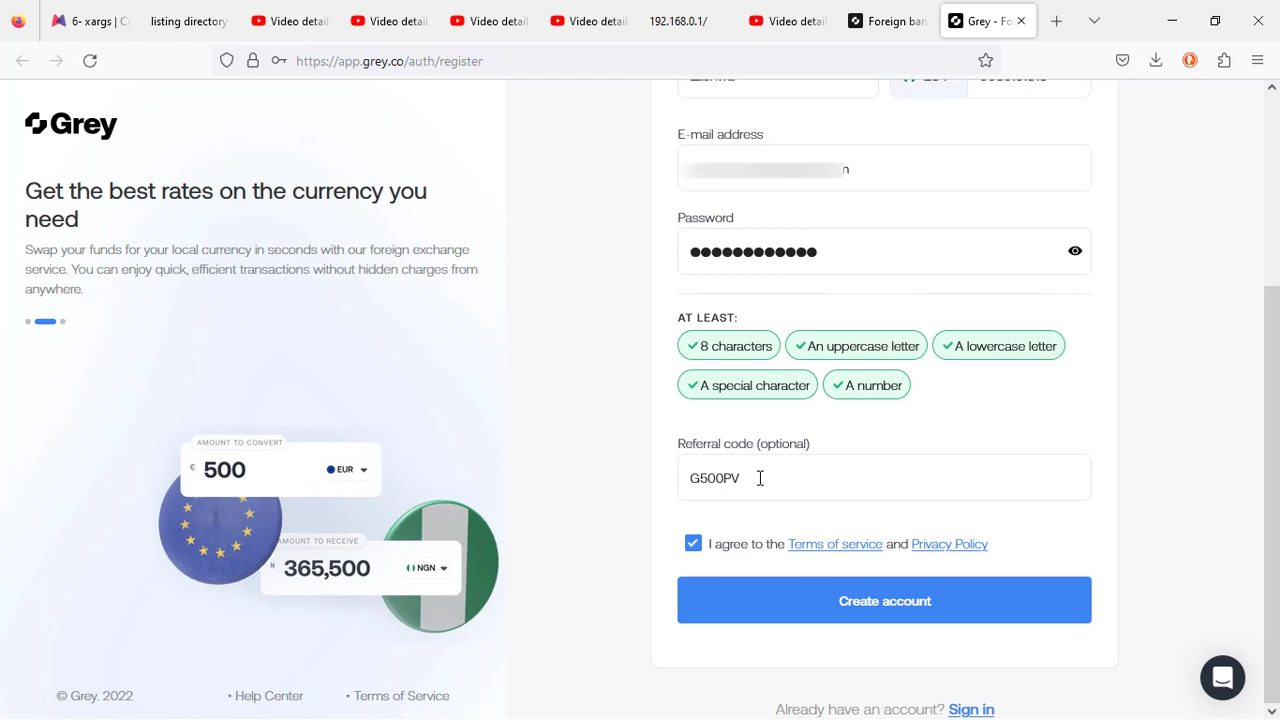 6- xargs | C
listing directory
Video detail
Video detail
Video detail
Video detail
192.168.0.1/
Video detail
Foreign ban
Grey - Fo
https://app.grey.co/auth/register
Grey
Get the best rates on the currency you
need
Swap your funds for your local currency in seconds with our foreign exchange
service. You can enjoy quick, efficient transactions without hidden charges from
anywhere.
AMOUNT TO CONVERT
€ 500
EUR
AMOUNT TO RECEIVE
₦ 365,500
NGN
© Grey. 2022
• Help Center
• Terms of Service
E-mail address
n
Password
●●●●●●●●●●●●
AT LEAST:
8 characters
An uppercase letter
A lowercase letter
A special character
A number
Referral code (optional)
G500PV
I agree to the Terms of service and Privacy Policy
Create account
Already have an account? Sign in